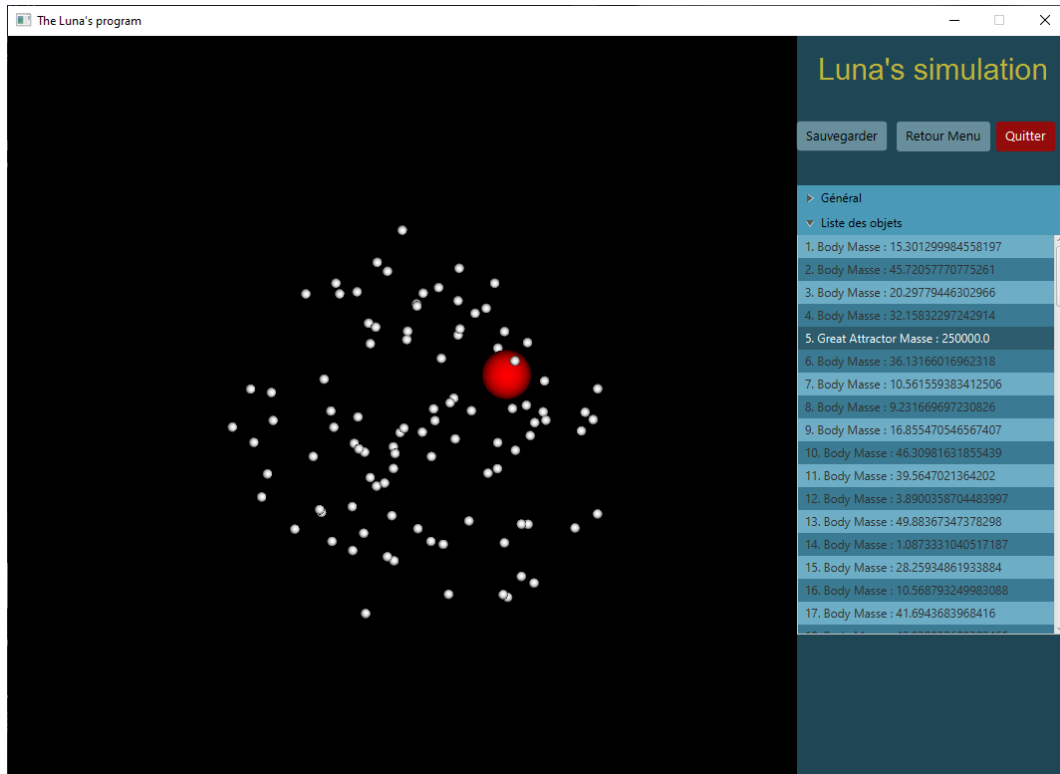 The Luna's program
Luna's simulation
Sauvegarder
Retour Menu
Quitter
Général
Liste des objets
1. Body Masse : 15.301299984558197
2. Body Masse : 45.72057770775261
3. Body Masse : 20.29779446302966
4. Body Masse : 32.15832297242914
5. Great Attractor Masse : 250000.0
6. Body Masse : 36.13166016962318
7. Body Masse : 10.561559383412506
8. Body Masse : 9.231669697230826
9. Body Masse : 16.855470546567407
10. Body Masse : 46.30981631855439
11. Body Masse : 39.5647021364202
12. Body Masse : 3.8900358704483997
13. Body Masse : 49.88367347378298
14. Body Masse : 1.0873331040517187
15. Body Masse : 28.25934861933884
16. Body Masse : 10.568793249983088
17. Body Masse : 41.6943683968416